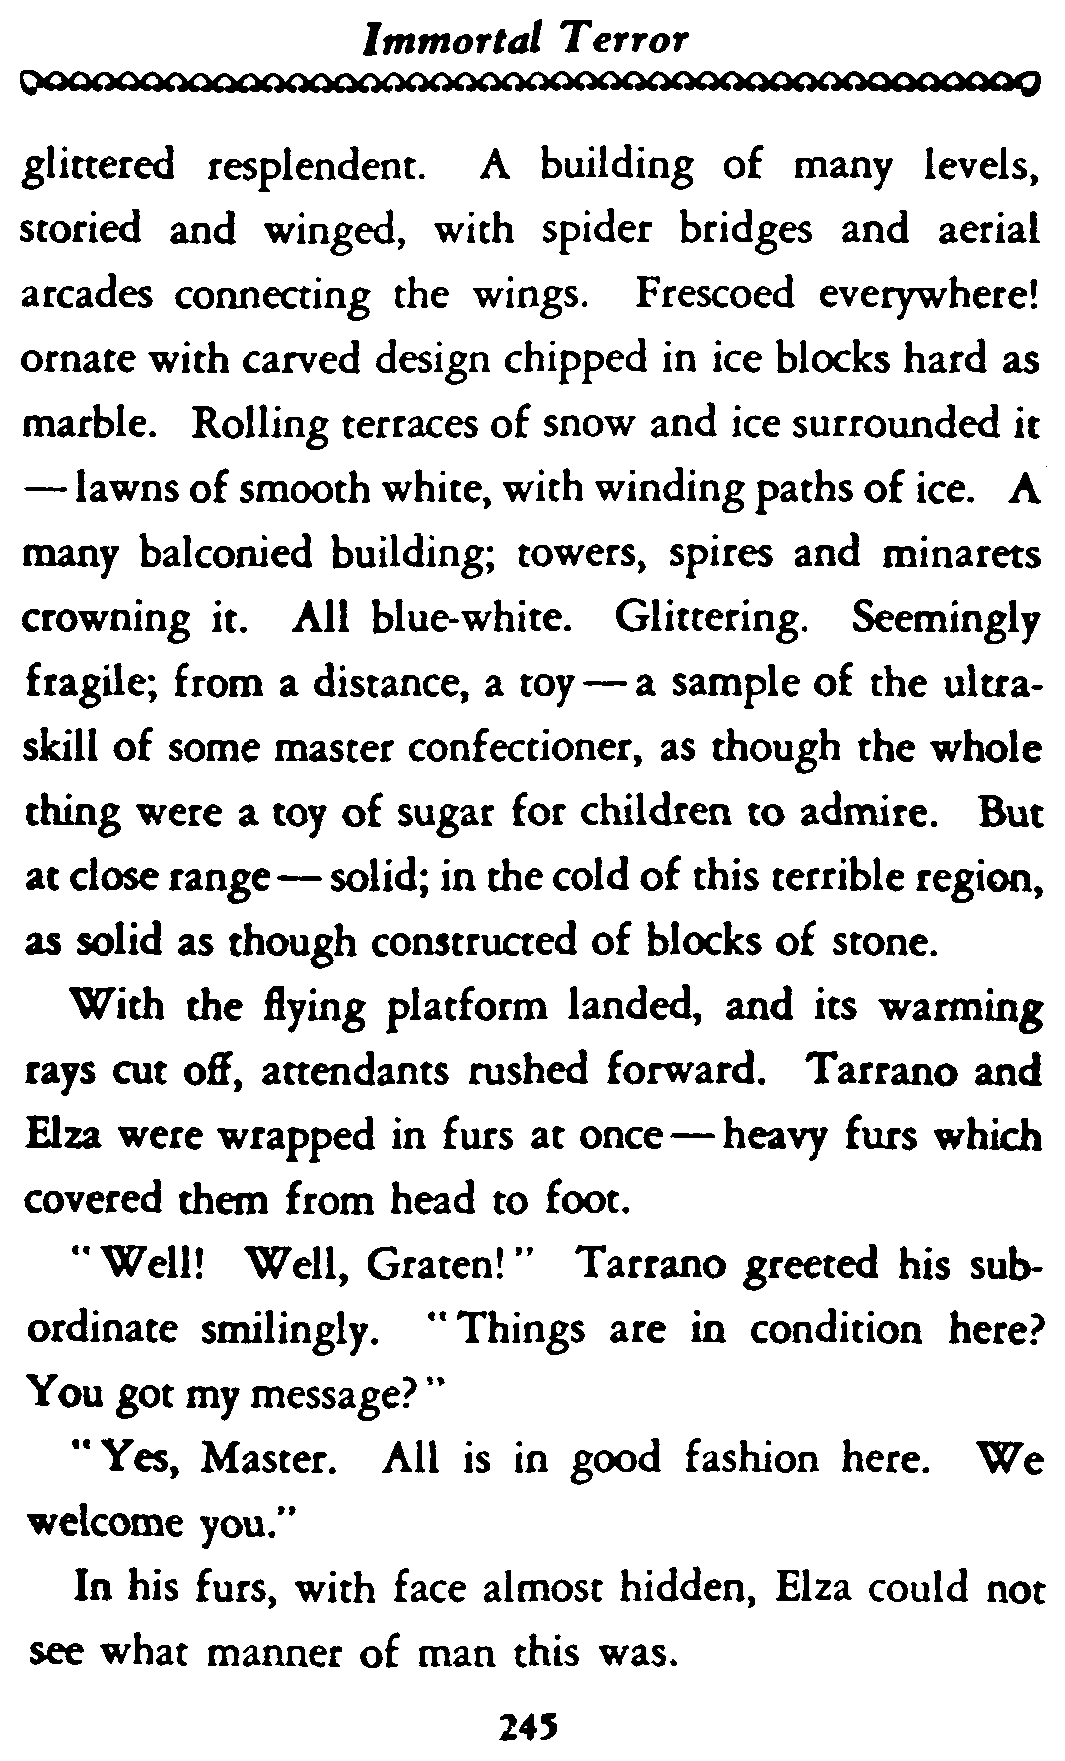 Immortal Terror
glittered resplendent. A building of many levels,
storied and winged, with spider bridges and aerial
arcades connecting the wings. Frescoed everywhere!
ornate with carved design chipped in ice blocks hard as
marble. Rolling terraces of snow and ice surrounded it
— lawns of smooth white, with winding paths of ice. A
many balconied building; towers, spires and minarets
crowning it. All blue-white. Glittering. Seemingly
fragile; from a distance, a toy — a sample of the ultra-
skill of some master confectioner, as though the whole
thing were a toy of sugar for children to admire. But
at close range — solid; in the cold of this terrible region,
as solid as though constructed of blocks of stone.
With the flying platform landed, and its warming
rays cut off, attendants rushed forward. Tarrano and
Elza were wrapped in furs at once — heavy furs which
covered them from head to foot.
"Well! Well, Graten!" Tarrano greeted his sub-
ordinate smilingly. "Things are in condition here?
You got my message?"
"Yes, Master. All is in good fashion here. We
welcome you."
In his furs, with face almost hidden, Elza could not
see what manner of man this was.
245